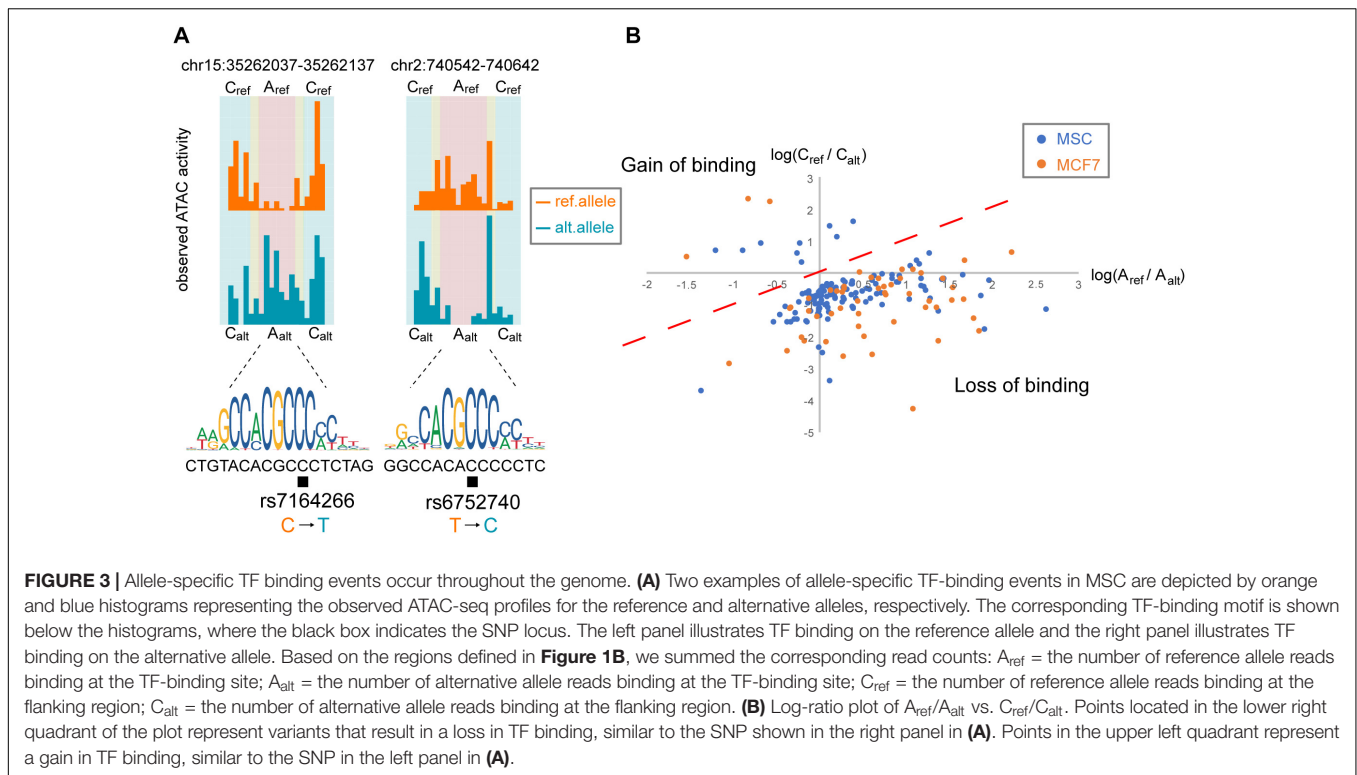 A
B
chr15:35262037-35262137
chr2:740542-740642
Cref Aref Cref
Cref Aref Cref
observed ATAC activity
ref.allele
alt.allele
Calt Aalt Calt
Calt Aalt Calt
CTGTACACGCCCTCTAG
GGCCACACCCCCTC
rs7164266
rs6752740
C → T
T → C
MSC
MCF7
log(Cref / Calt)
Gain of binding
3
2
1
log(Aref / Aalt)
-2 -1.5 -1 -0.5 0 0.5 1 1.5 2 2.5 3
-1
-2
-3
-4
-5
Loss of binding
FIGURE 3 | Allele-specific TF binding events occur throughout the genome. (A) Two examples of allele-specific TF-binding events in MSC are depicted by orange
and blue histograms representing the observed ATAC-seq profiles for the reference and alternative alleles, respectively. The corresponding TF-binding motif is shown
below the histograms, where the black box indicates the SNP locus. The left panel illustrates TF binding on the reference allele and the right panel illustrates TF
binding on the alternative allele. Based on the regions defined in Figure 1B, we summed the corresponding read counts: Aref = the number of reference allele reads
binding at the TF-binding site; Aalt = the number of alternative allele reads binding at the TF-binding site; Cref = the number of reference allele reads binding at the
flanking region; Calt = the number of alternative allele reads binding at the flanking region. (B) Log-ratio plot of Aref/Aalt vs. Cref/Calt. Points located in the lower right
quadrant of the plot represent variants that result in a loss in TF binding, similar to the SNP shown in the right panel in (A). Points in the upper left quadrant represent
a gain in TF binding, similar to the SNP in the left panel in (A).